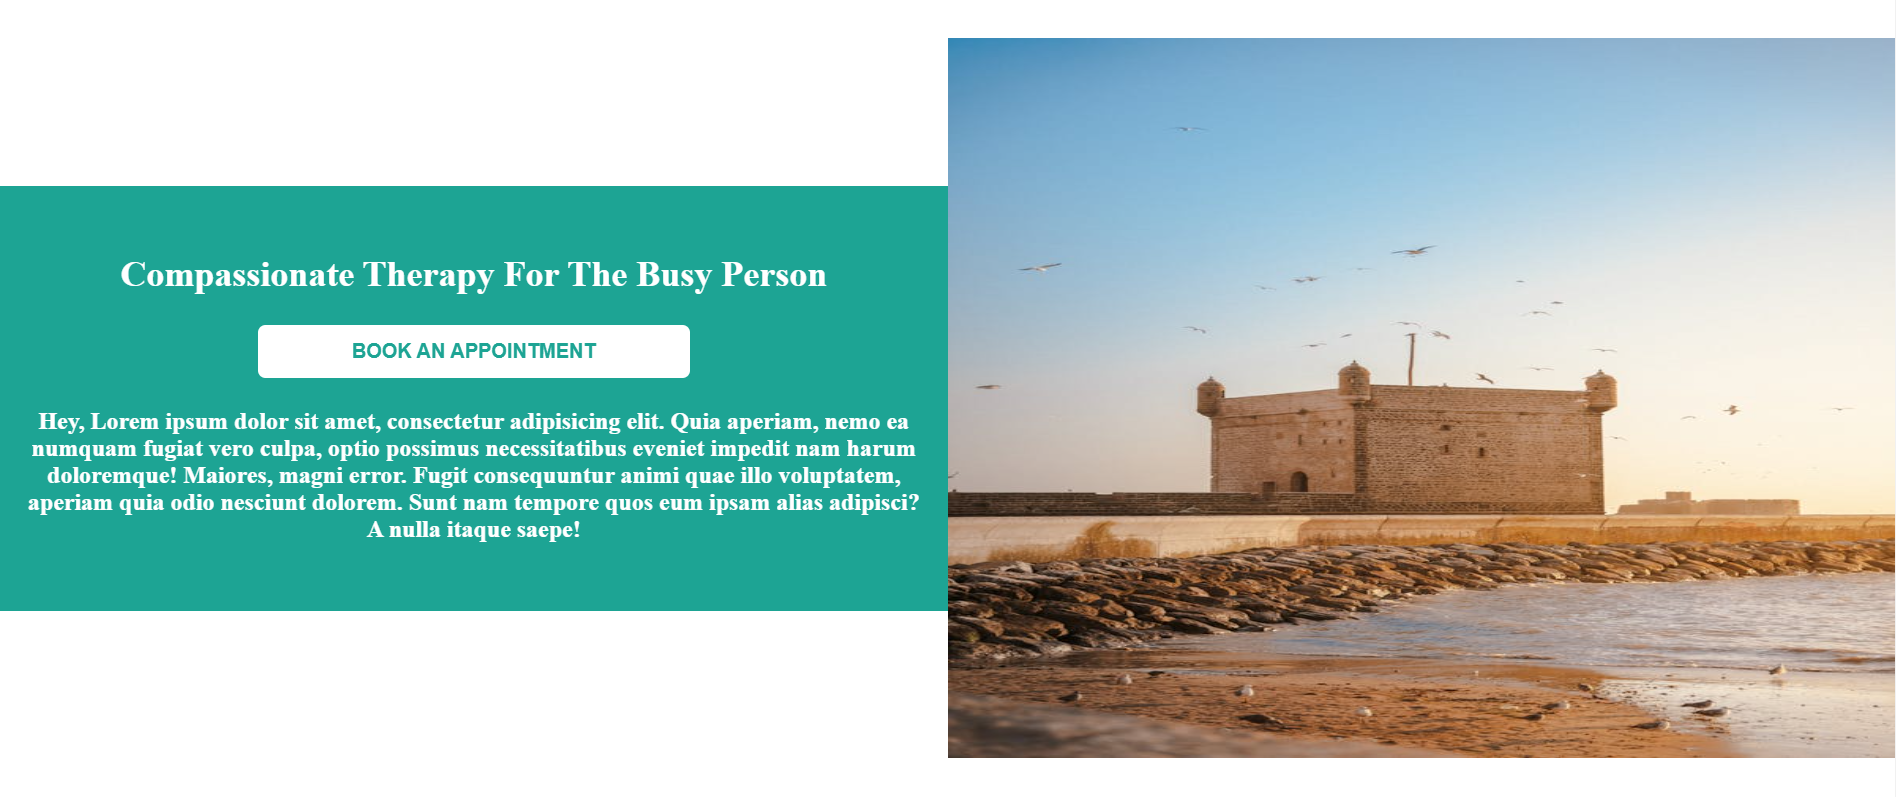 Compassionate Therapy For The Busy Person
BOOK AN APPOINTMENT
Hey, Lorem ipsum dolor sit amet, consectetur adipisicing elit. Quia aperiam, nemo ea
numquam fugiat vero culpa, optio possimus necessitatibus eveniet impedit nam harum
doloremque! Maiores, magni error. Fugit consequuntur animi quae illo voluptatem,
aperiam quia odio nesciunt dolorem. Sunt nam tempore quos eum ipsam alias adipisci?
A nulla itaque saepe!